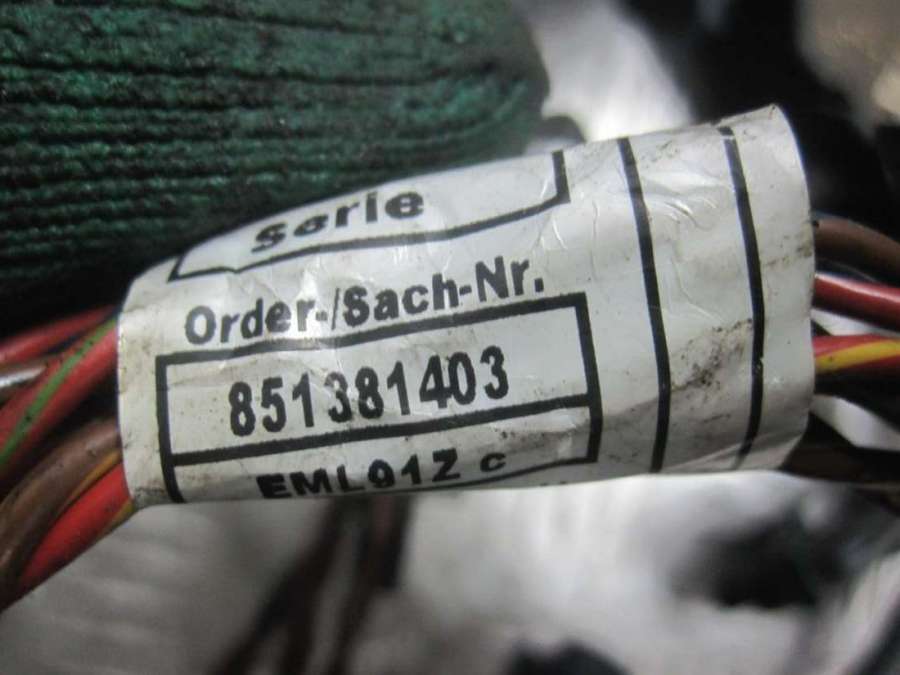 Serie
Order-/Sach-Nr.
851381403
EML91Z c